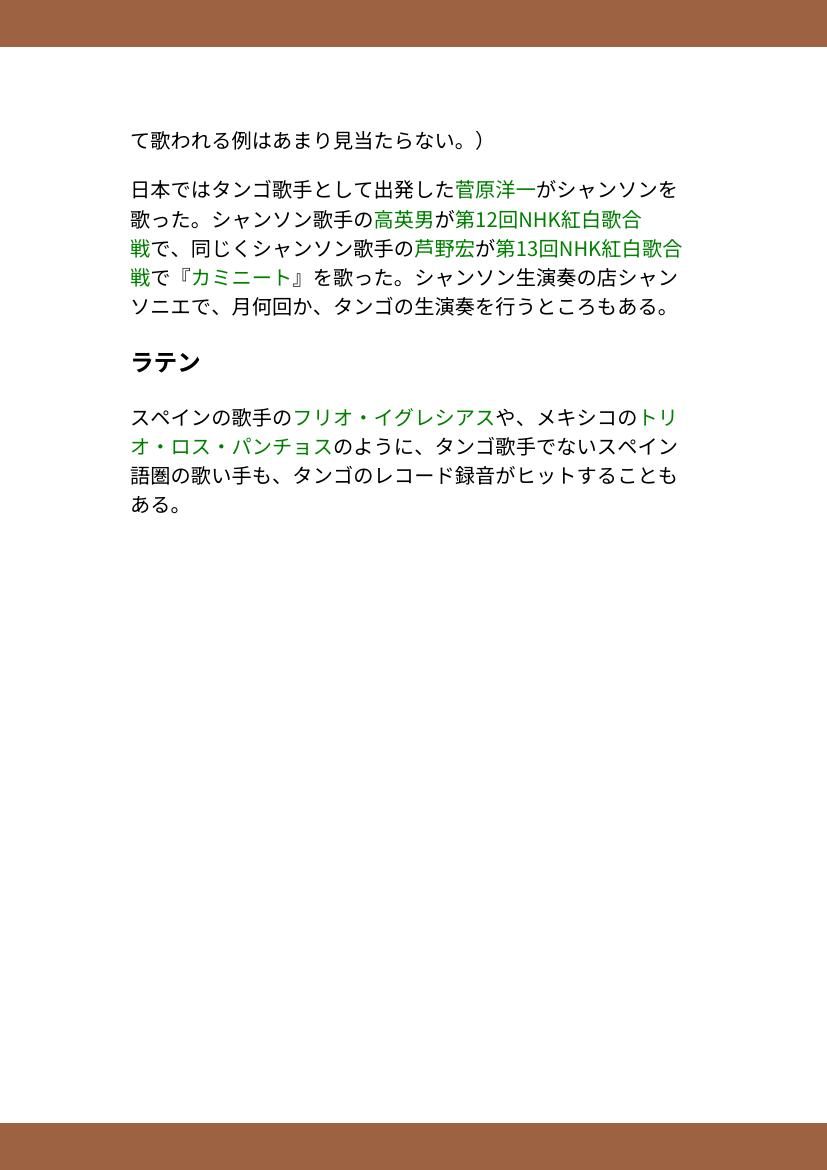 て歌われる例はあまり見当たらない。）
日本ではタンゴ歌手として出発した菅原洋一がシャンソンを
歌った。シャンソン歌手の高英男が第12回NHK紅白歌合
戦で、同じくシャンソン歌手の芦野宏が第13回NHK紅白歌合
戦で『カミニート』を歌った。シャンソン生演奏の店シャン
ソニエで、月何回か、タンゴの生演奏を行うところもある。
ラテン
スペインの歌手のフリオ・イグレシアスや、メキシコのトリ
オ・ロス・パンチョスのように、タンゴ歌手でないスペイン
語圏の歌い手も、タンゴのレコード録音がヒットすることも
ある。